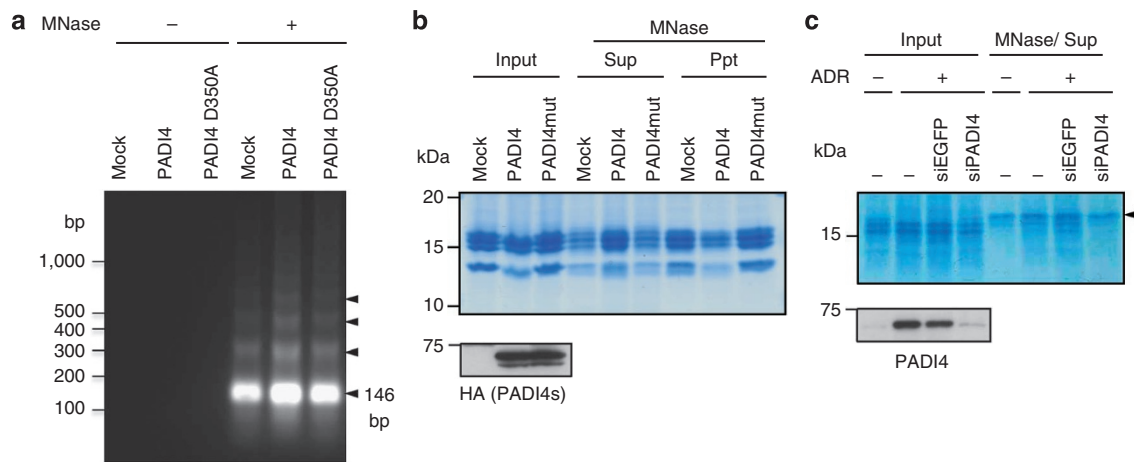 a
MNase – +
Mock
PADI4
PADI4 D350A
Mock
PADI4
PADI4 D350A
bp
1,000
500
400
300
200
100
146
bp
b
MNase
Input Sup Ppt
Mock
PADI4
PADI4mut
Mock
PADI4
PADI4mut
Mock
PADI4
PADI4mut
kDa
20
15
10
75
HA (PADI4s)
c
Input MNase/ Sup
ADR – + – +
– – siEGFP siPADI4 – – siEGFP siPADI4
kDa
15
75
PADI4